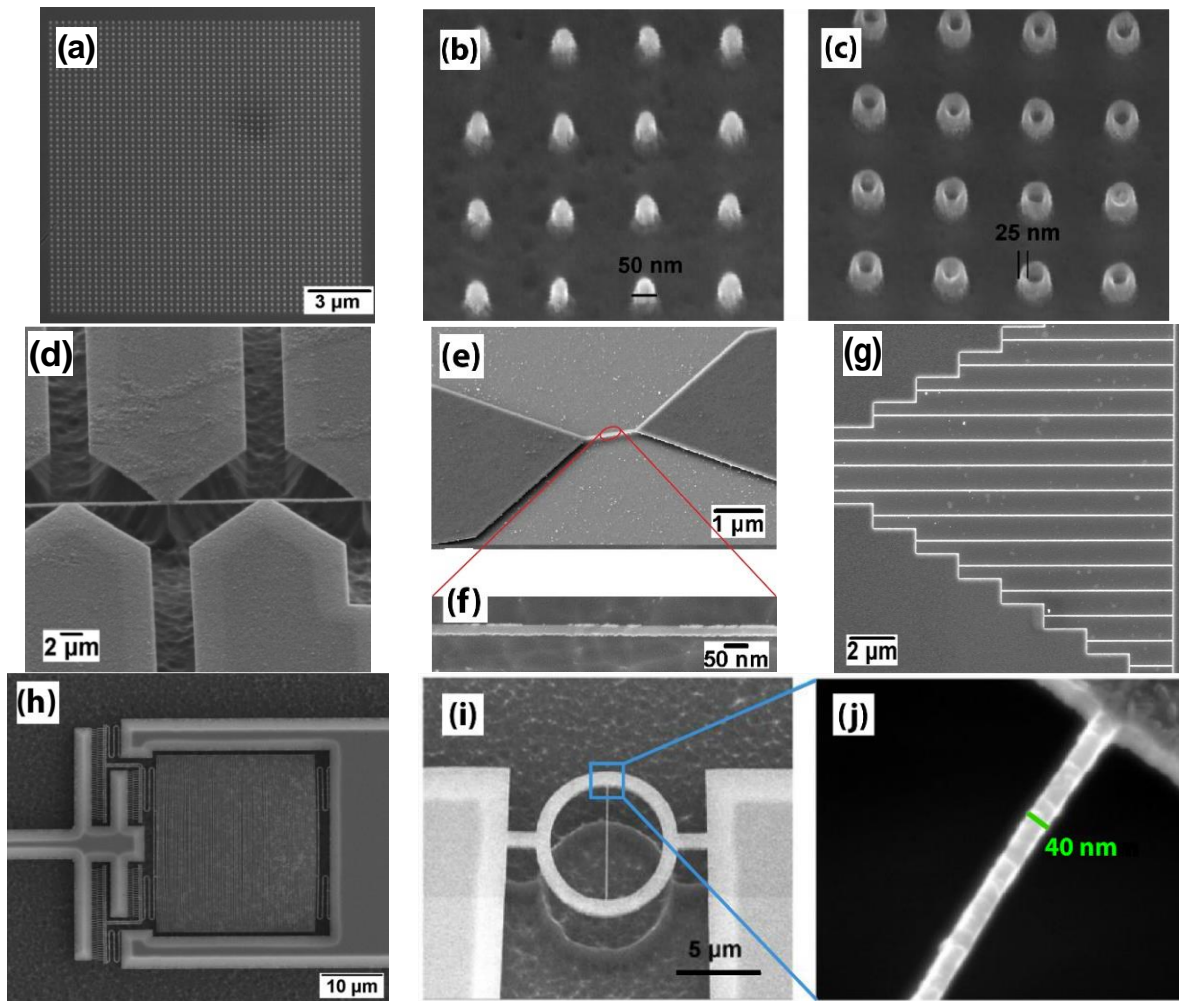 (a)
3 µm
(b)
50 nm
(c)
25 nm
(d)
2 µm
(e)
1 µm
(f)
50 nm
(g)
2 µm
(h)
10 µm
(i)
5 µm
(j)
40 nm